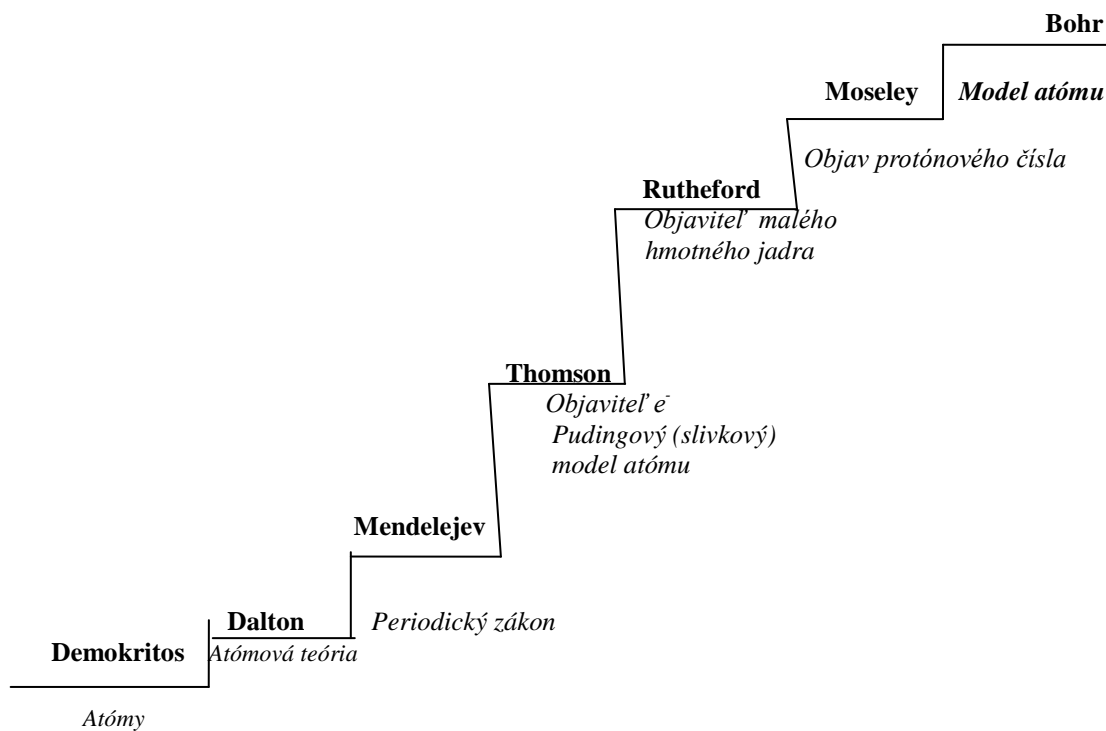 Bohr
Moseley
Model atómu
Objav protónového čísla
Rutheford
Objaviteľ malého
hmotného jadra
Thomson
Objaviteľ e-
Pudingový (slivkový)
model atómu
Mendelejev
Periodický zákon
Dalton
Atómová teória
Demokritos
Atómy